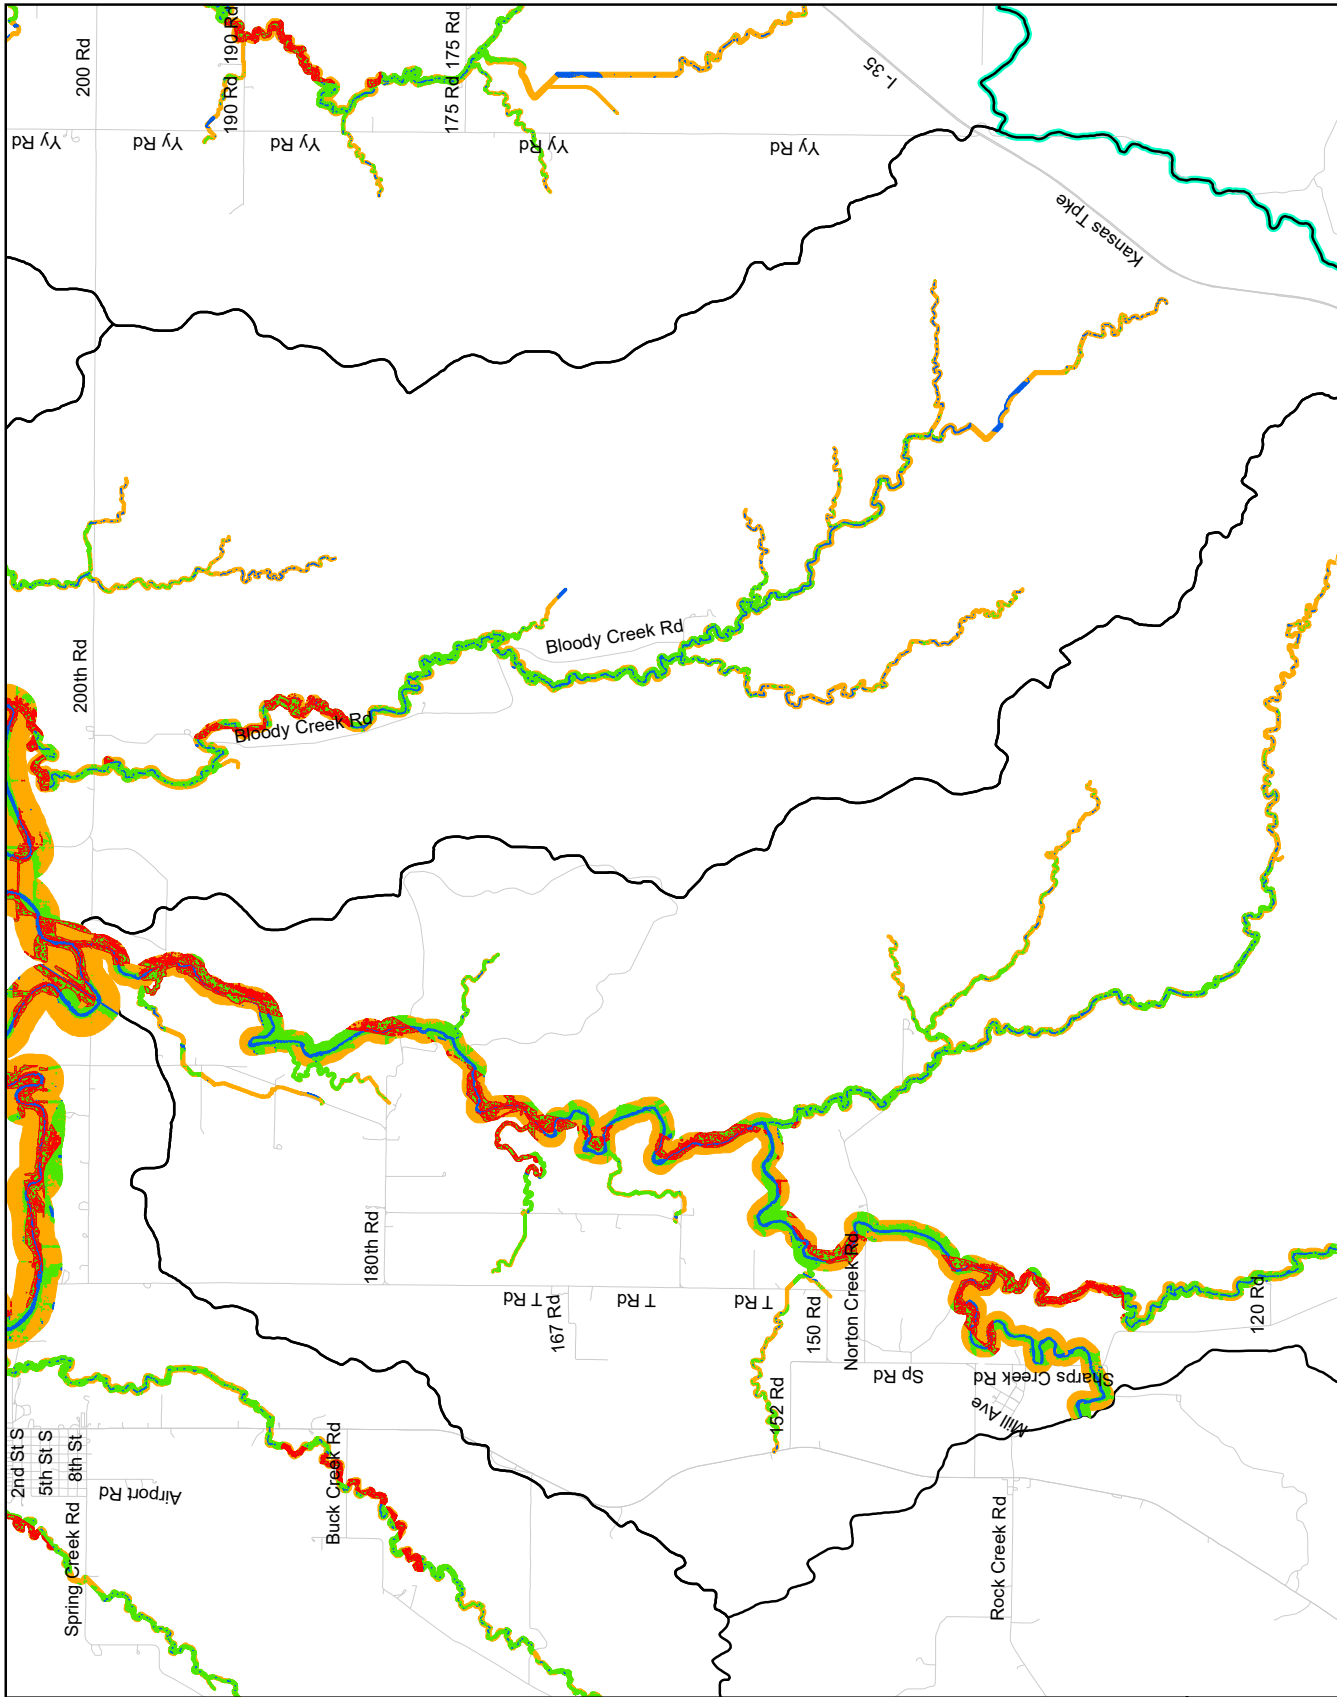 200 Rd
190 Rd
190 Rd
175 Rd
175 Rd
I- 35
Yy Rd
Yy Rd
Yy Rd
Yy Rd
Yy Rd
Kansas Tpke
Bloody Creek Rd
200th Rd
Bloody Creek Rd
180th Rd
T Rd
T Rd
T Rd
167 Rd
150 Rd
Norton Creek Rd
120 Rd
Sp Rd
Sharps Creek Rd
152 Rd
Mill Ave
2nd St S
5th St S
8th St
Airport Rd
Buck Creek Rd
Spring Creek Rd
Rock Creek Rd